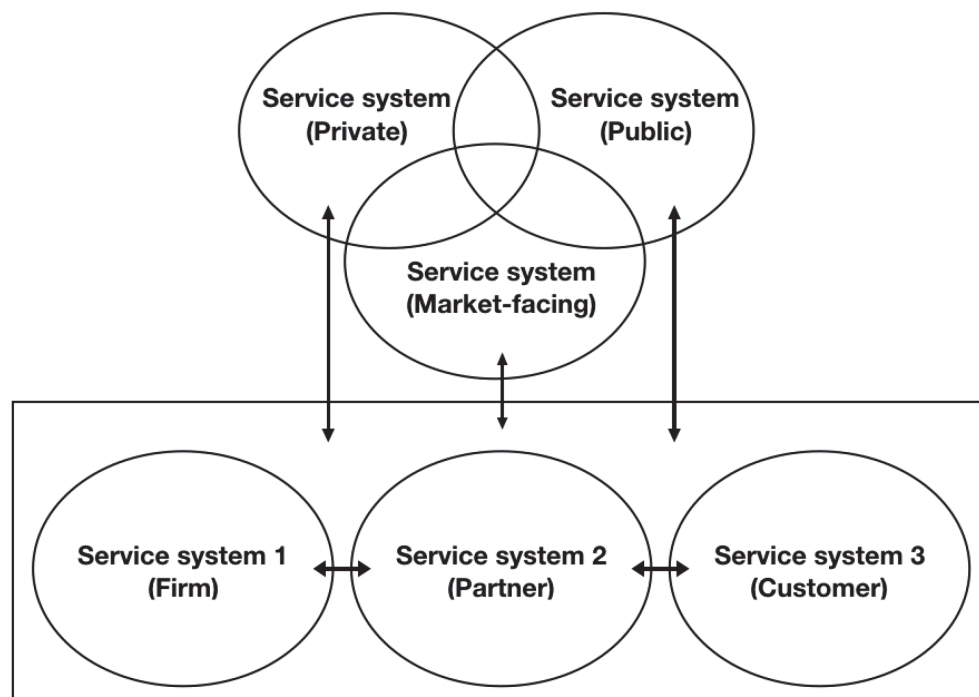 Service system
(Private)
Service system
(Public)
Service system
(Market-facing)
Service system 1
(Firm)
Service system 2
(Partner)
Service system 3
(Customer)